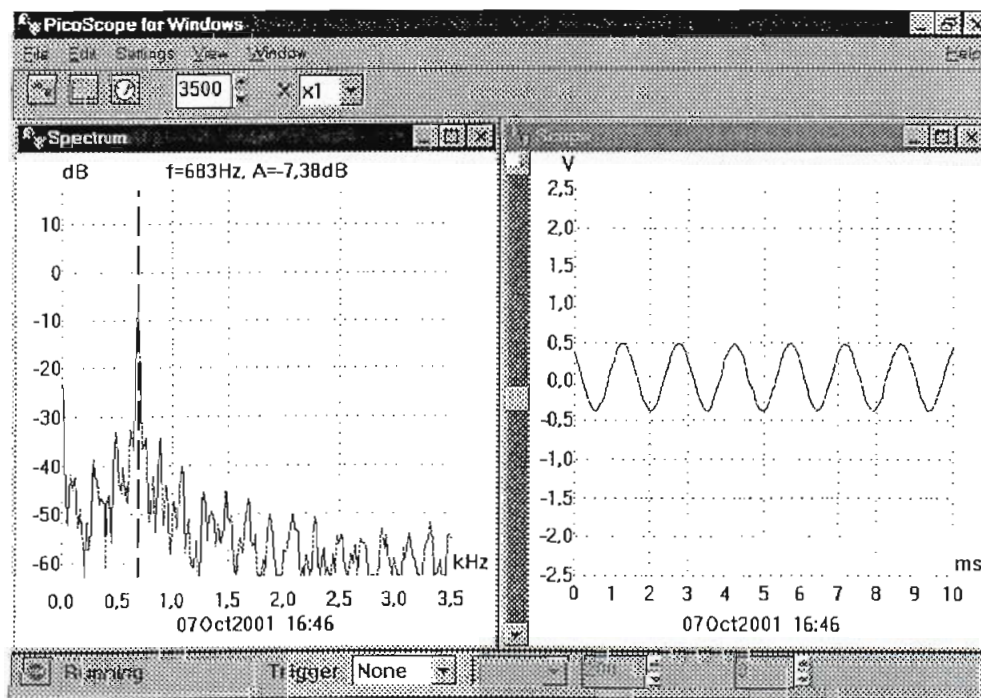 PicoScope for Windows
File Edit Settings View Window Help
3500 x1
Spectrum
dB f=683Hz, A=-7,38dB
10
0
-10
-20
-30
-40
-50
-60
kHz
0.0 0,5 1,0 1,5 2,0 2,5 3,0 3,5
07Oct2001 16:46
Scope
V
2,5
2,0
1,5
1,0
0,5
0,0
-0,5
-1,0
-1,5
-2,0
-2,5
ms
0 1 2 3 4 5 6 7 8 9 10
07Oct2001 16:46
Running Trigger None